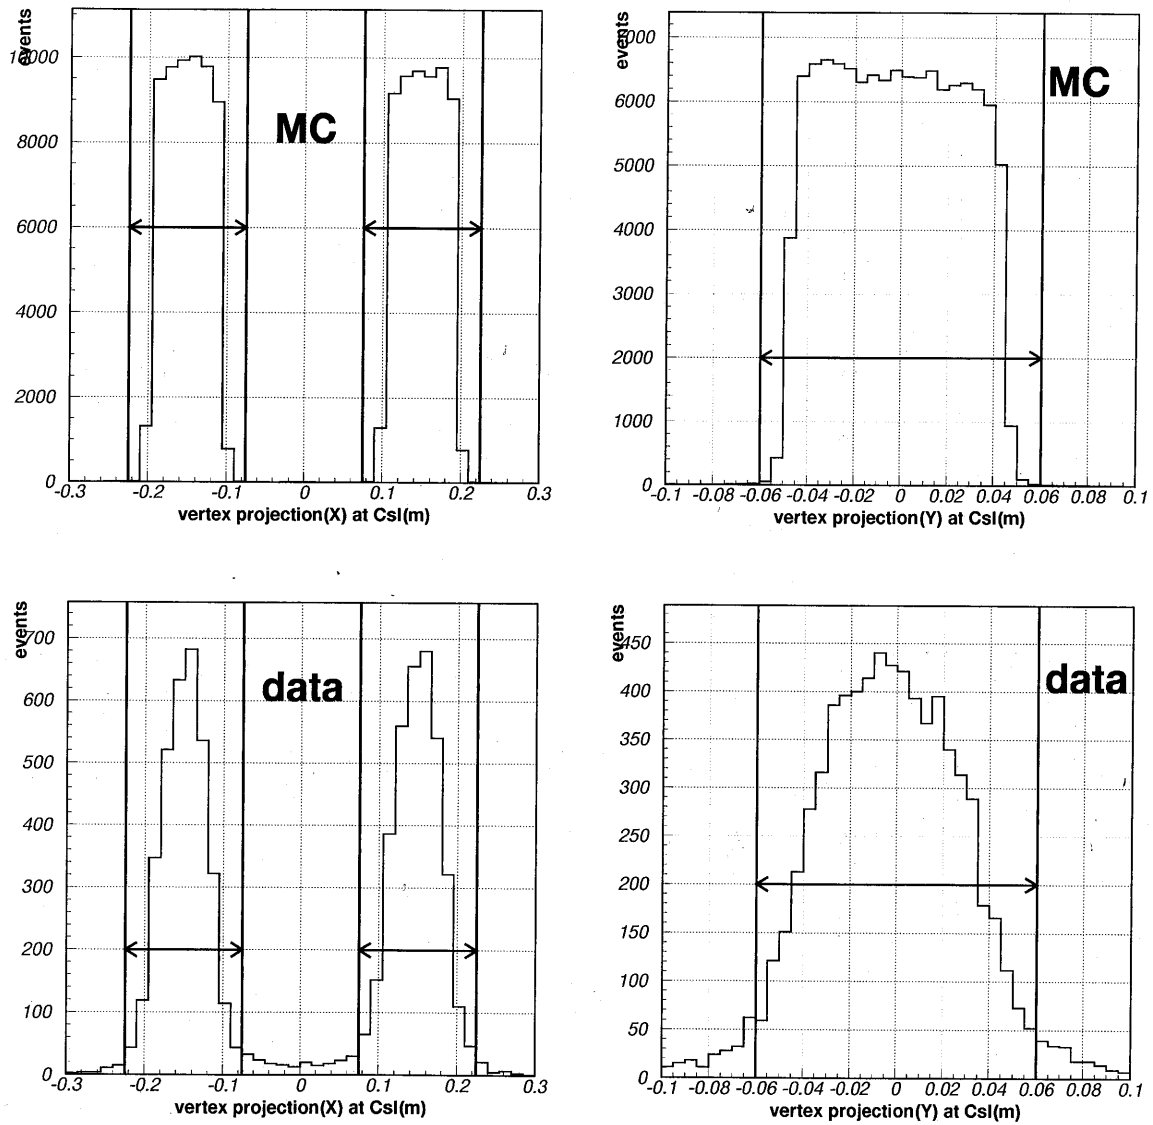 events
10000
8000
6000
4000
2000
0
-0.3 -0.2 -0.1 0 0.1 0.2 0.3
vertex projection(X) at CsI(m)
MC
events
7000
6000
5000
4000
3000
2000
1000
0
-0.1 -0.08 -0.06 -0.04 -0.02 0 0.02 0.04 0.06 0.08 0.1
vertex projection(Y) at CsI(m)
MC
events
700
600
500
400
300
200
100
0
-0.3 -0.2 -0.1 0 0.1 0.2 0.3
vertex projection(X) at CsI(m)
data
events
450
400
350
300
250
200
150
100
50
0
-0.1 -0.08 -0.06 -0.04 -0.02 0 0.02 0.04 0.06 0.08 0.1
vertex projection(Y) at CsI(m)
data